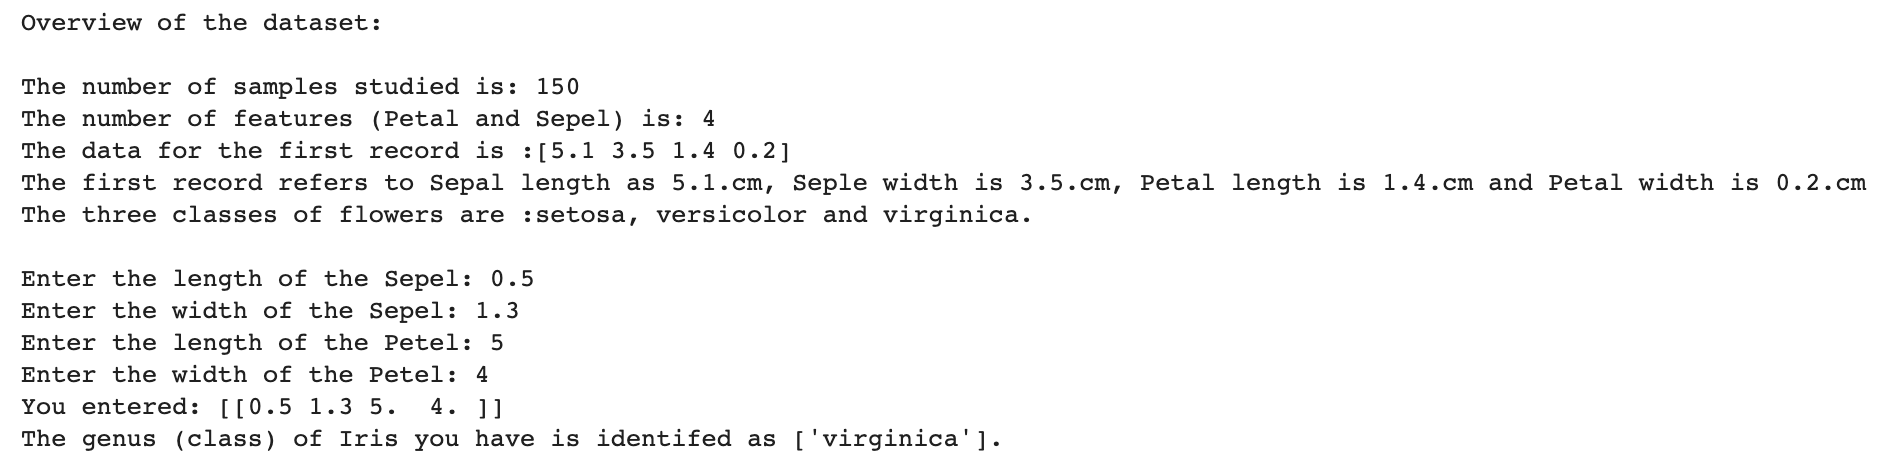 Overview of the dataset:
The number of samples studied is: 150
The number of features (Petal and Sepel) is: 4
The data for the first record is :[5.1 3.5 1.4 0.2]
The first record refers to Sepal length as 5.1.cm, Seple width is 3.5.cm, Petal length is 1.4.cm and Petal width is 0.2.cm
The three classes of flowers are :setosa, versicolor and virginica.
Enter the length of the Sepel: 0.5
Enter the width of the Sepel: 1.3
Enter the length of the Petel: 5
Enter the width of the Petel: 4
You entered: [[0.5 1.3 5.  4. ]]
The genus (class) of Iris you have is identifed as ['virginica'].